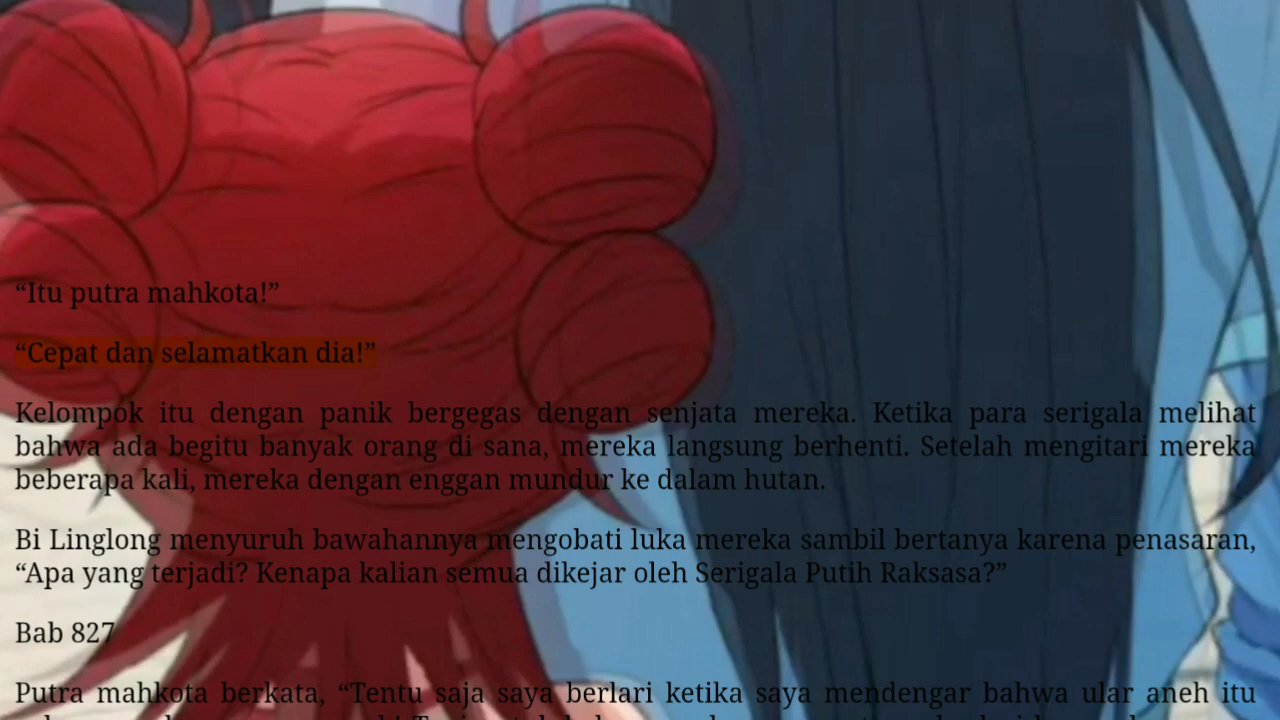 “Itu putra mahkota!”
“Cepat dan selamatkan dia!”
Kelompok itu dengan panik bergegas dengan senjata mereka. Ketika para serigala melihat
bahwa ada begitu banyak orang di sana, mereka langsung berhenti. Setelah mengitari mereka
beberapa kali, mereka dengan enggan mundur ke dalam hutan.
Bi Linglong menyuruh bawahannya mengobati luka mereka sambil bertanya karena penasaran,
“Apa yang terjadi? Kenapa kalian semua dikejar oleh Serigala Putih Raksasa?”
Bab 827
Putra mahkota berkata, “Tentu saja saya berlari ketika saya mendengar bahwa ular aneh itu